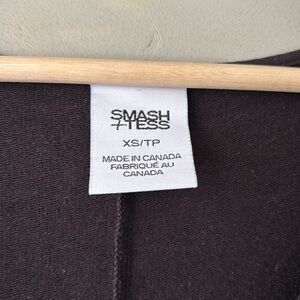 SMASH
+TESS
XS/TP
MADE IN CANADA
FABRIQUÉ AU
CANADA